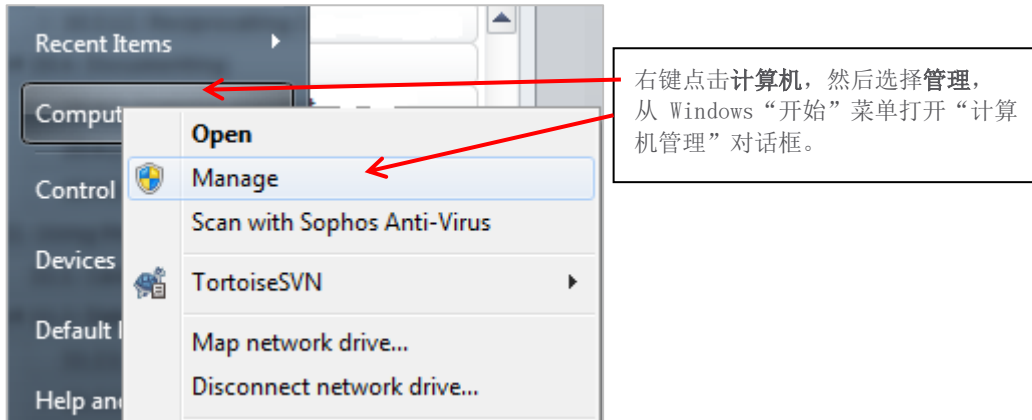 Recent Items
Comput
Control
Devices
Default
Help an
Open
Manage
Scan with Sophos Anti-Virus
TortoiseSVN
Map network drive...
Disconnect network drive...
右键点击计算机，然后选择管理，
从 Windows“开始”菜单打开“计算
机管理”对话框。